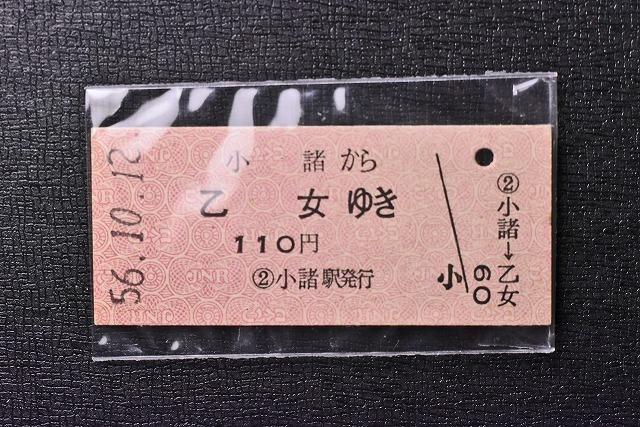 56.10.12
小諸から
乙女ゆき
110円
②小諸駅発行
小
60
②小諸→乙女
JNR